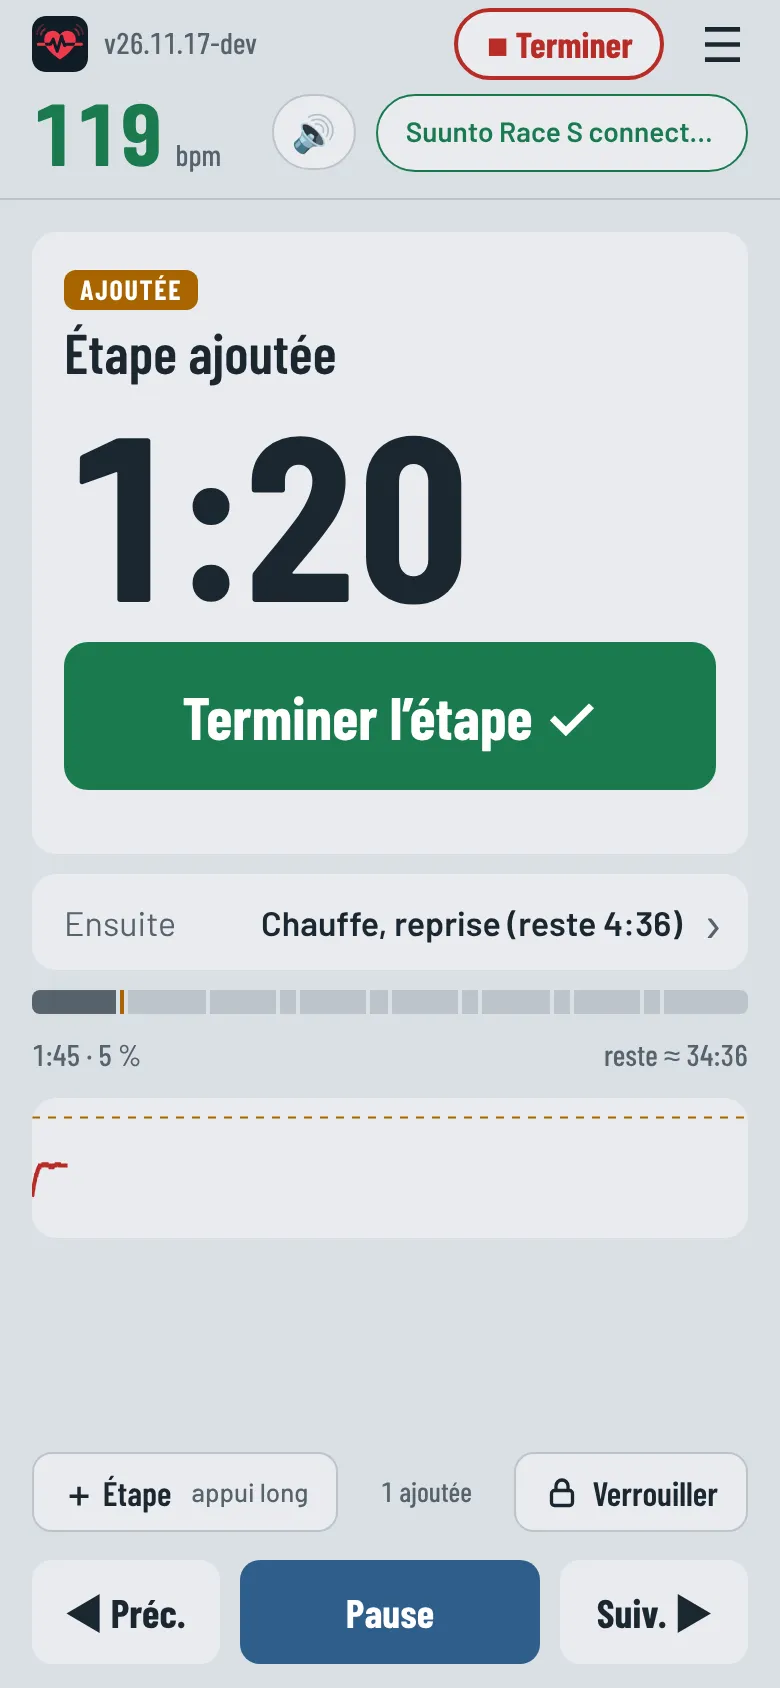 v26.11.17-dev
■ Terminer
119 bpm
Suunto Race S connect…
AJOUTÉE
Étape ajoutée
1:20
Terminer l’étape ✓
Ensuite Chauffe, reprise (reste 4:36) ›
1:45 · 5 %
reste ≈ 34:36
+ Étape appui long
1 ajoutée
Verrouiller
◀ Préc.
Pause
Suiv. ▶